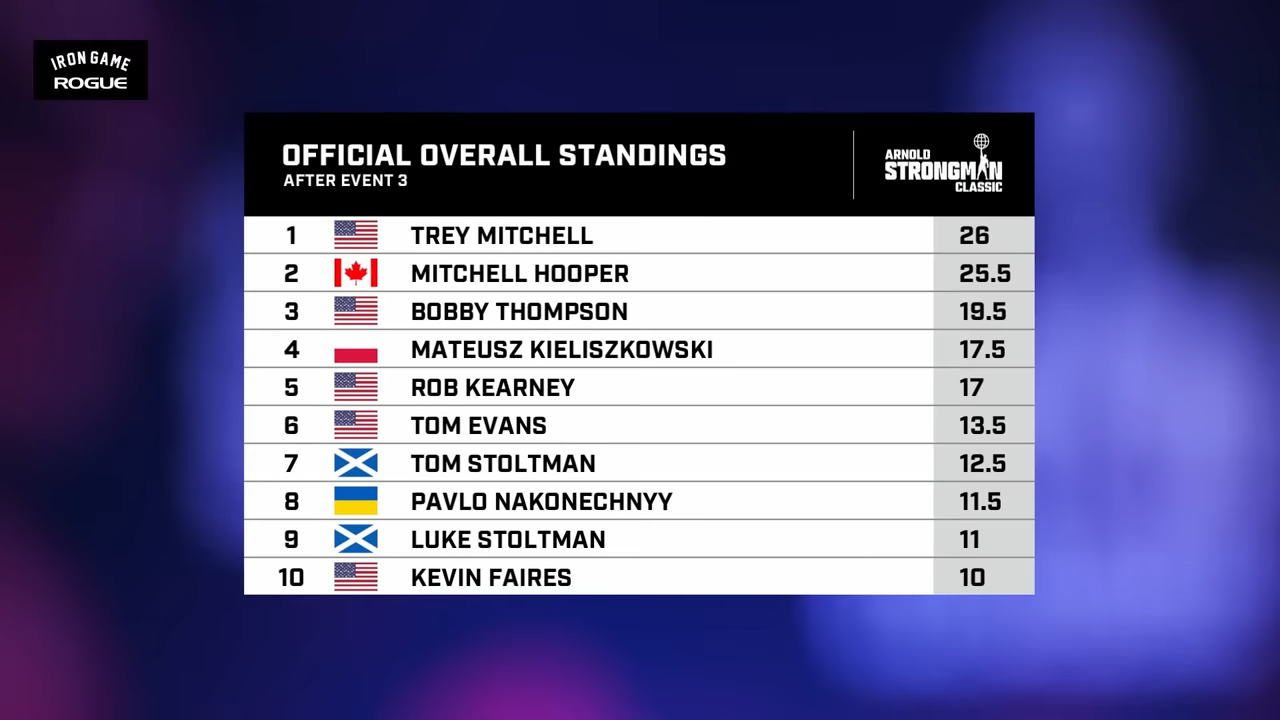 IRON GAME
ROGUE
OFFICIAL OVERALL STANDINGS
AFTER EVENT 3
ARNOLD
STRONGMAN
CLASSIC
1 TREY MITCHELL 26
2 MITCHELL HOOPER 25.5
3 BOBBY THOMPSON 19.5
4 MATEUSZ KIELISZKOWSKI 17.5
5 ROB KEARNEY 17
6 TOM EVANS 13.5
7 TOM STOLTMAN 12.5
8 PAVLO NAKONECHNYY 11.5
9 LUKE STOLTMAN 11
10 KEVIN FAIRES 10